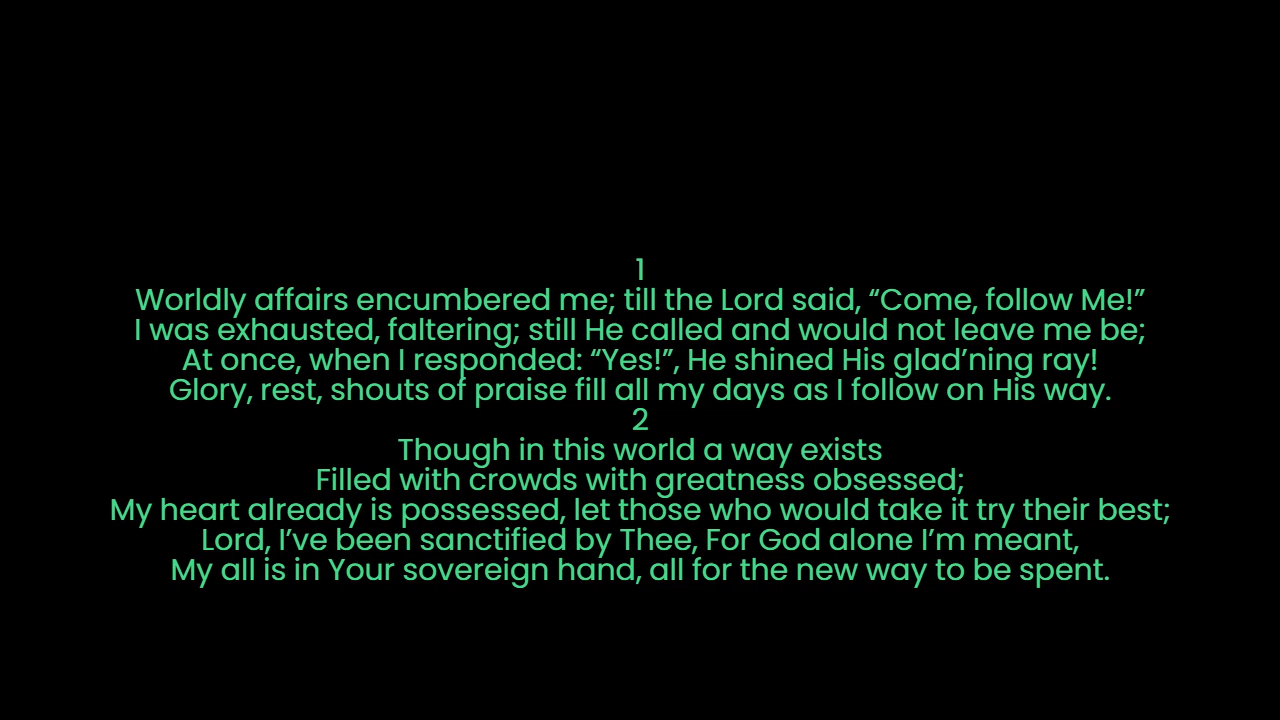 1
Worldly affairs encumbered me; till the Lord said, “Come, follow Me!”
I was exhausted, faltering; still He called and would not leave me be;
At once, when I responded: “Yes!”, He shined His glad’ning ray!
Glory, rest, shouts of praise fill all my days as I follow on His way.
2
Though in this world a way exists
Filled with crowds with greatness obsessed;
My heart already is possessed, let those who would take it try their best;
Lord, I’ve been sanctified by Thee, For God alone I’m meant,
My all is in Your sovereign hand, all for the new way to be spent.